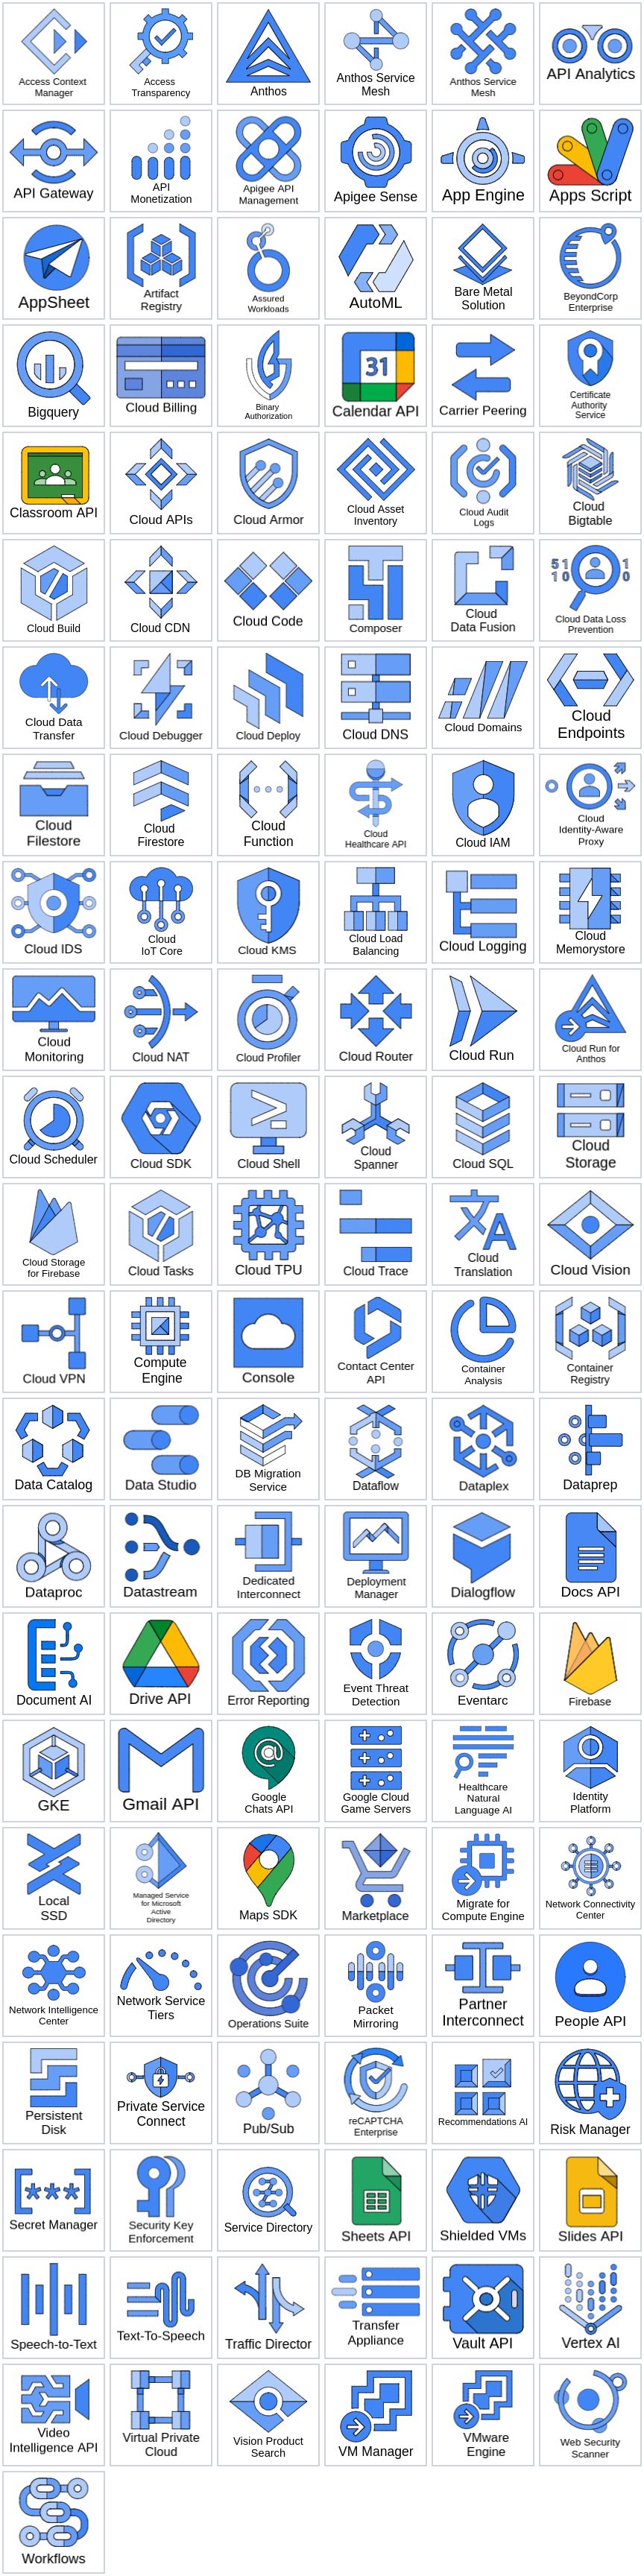 Access Context
Manager
Access
Transparency
Anthos
Anthos Service
Mesh
Anthos Service
Mesh
API Analytics
API Gateway
API
Monetization
Apigee API
Management
Apigee Sense
App Engine
Apps Script
AppSheet
Artifact
Registry
Assured
Workloads
AutoML
Bare Metal
Solution
BeyondCorp
Enterprise
Bigquery
Cloud Billing
Binary
Authorization
31
Calendar API
Carrier Peering
Certificate
Authority
Service
Classroom API
Cloud APIs
Cloud Armor
Cloud Asset
Inventory
Cloud Audit
Logs
Cloud
Bigtable
Cloud Build
Cloud CDN
Cloud Code
Composer
Cloud
Data Fusion
5 1 1
1 0 0
Cloud Data Loss
Prevention
Cloud Data
Transfer
Cloud Debugger
Cloud Deploy
Cloud DNS
Cloud Domains
Cloud
Endpoints
Cloud
Filestore
Cloud
Firestore
Cloud
Function
Cloud
Healthcare API
Cloud IAM
Cloud
Identity-Aware
Proxy
Cloud IDS
Cloud
IoT Core
Cloud KMS
Cloud Load
Balancing
Cloud Logging
Cloud
Memorystore
Cloud
Monitoring
Cloud NAT
Cloud Profiler
Cloud Router
Cloud Run
Cloud Run for
Anthos
Cloud Scheduler
Cloud SDK
Cloud Shell
Cloud
Spanner
Cloud SQL
Cloud
Storage
Cloud Storage
for Firebase
Cloud Tasks
Cloud TPU
Cloud Trace
文A
Cloud
Translation
Cloud Vision
Cloud VPN
Compute
Engine
Console
Contact Center
API
Container
Analysis
Container
Registry
Data Catalog
Data Studio
DB Migration
Service
Dataflow
Dataplex
Dataprep
Dataproc
Datastream
Dedicated
Interconnect
Deployment
Manager
Dialogflow
Docs API
Document AI
Drive API
Error Reporting
Event Threat
Detection
Eventarc
Firebase
GKE
Gmail API
@
Google
Chats API
Google Cloud
Game Servers
Healthcare
Natural
Language AI
Identity
Platform
Local
SSD
Managed Service
for Microsoft
Active
Directory
Maps SDK
Marketplace
Migrate for
Compute Engine
Network Connectivity
Center
Network Intelligence
Center
Network Service
Tiers
Operations Suite
Packet
Mirroring
Partner
Interconnect
People API
Persistent
Disk
Private Service
Connect
Pub/Sub
reCAPTCHA
Enterprise
Recommendations AI
Risk Manager
[***]
Secret Manager
Security Key
Enforcement
Service Directory
Sheets API
Shielded VMs
Slides API
Speech-to-Text
Text-To-Speech
Traffic Director
Transfer
Appliance
Vault API
Vertex AI
Video
Intelligence API
Virtual Private
Cloud
Vision Product
Search
VM Manager
VMware
Engine
Web Security
Scanner
Workflows